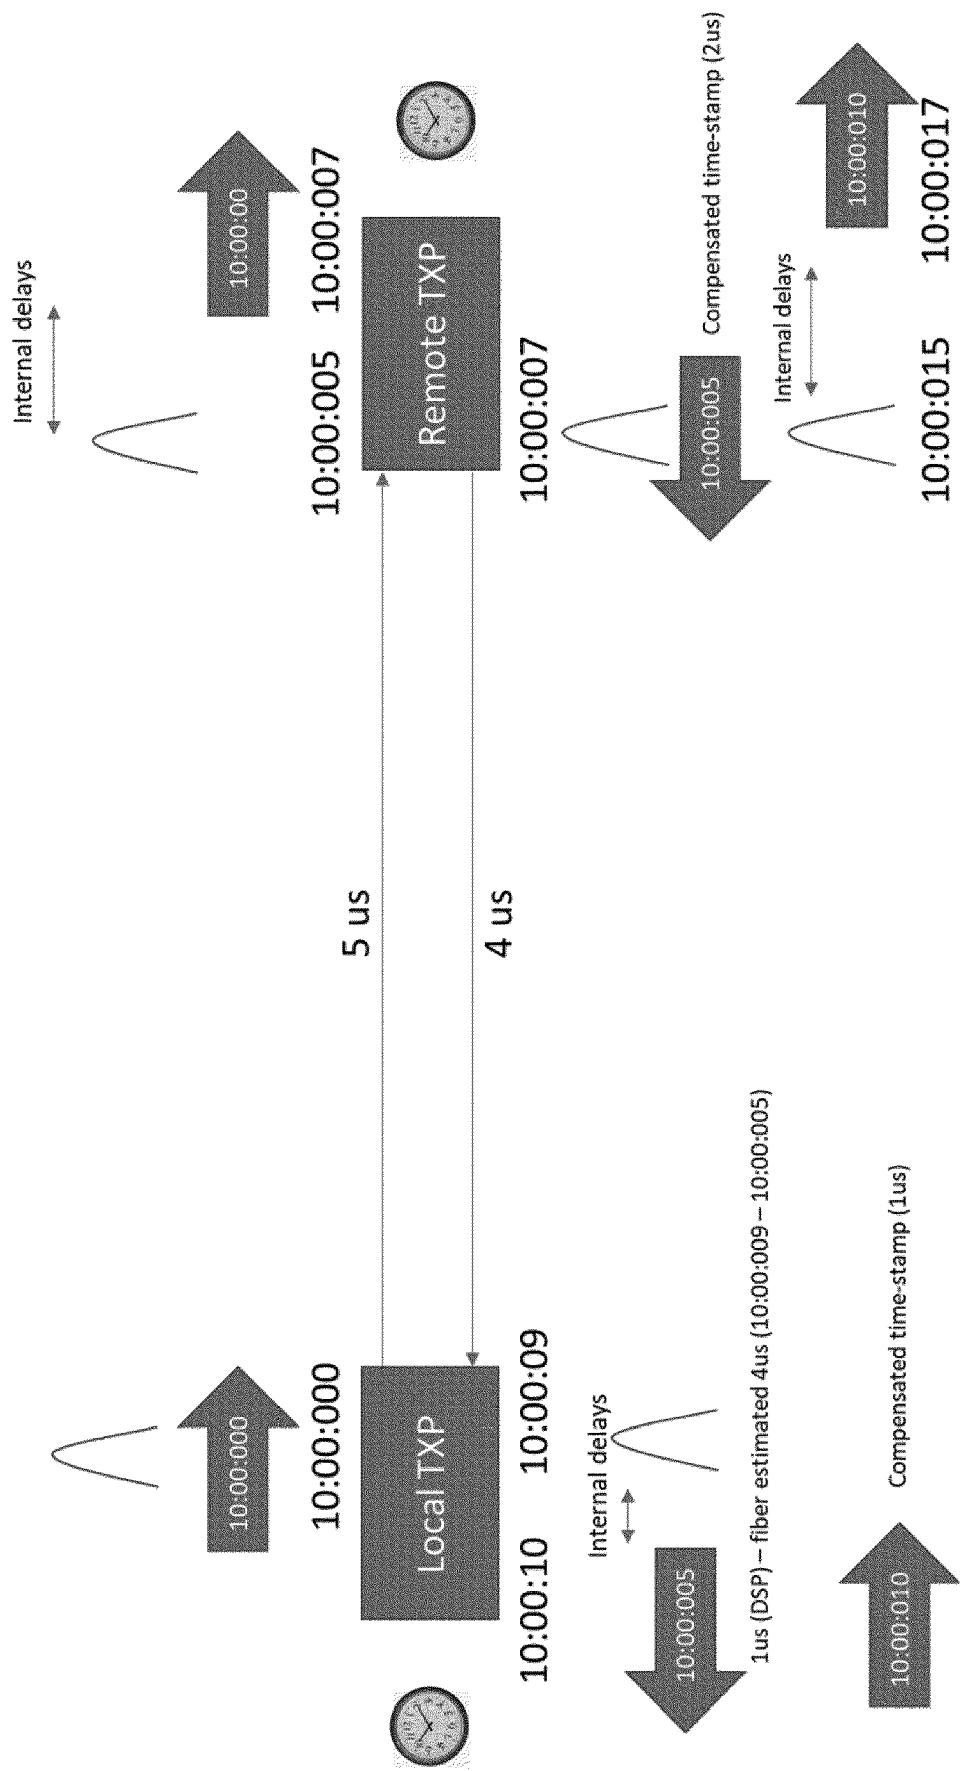 Internal delays
10:00:000
10:00:00
10:00:000
10:00:005
10:00:007
5 us
Local TXP
Remote TXP
4 us
10:00:10
10:00:09
10:00:007
Internal delays
10:00:005
10:00:005
Compensated time-stamp (2us)
1us (DSP) – fiber estimated 4us (10:00:009 – 10:00:005)
Internal delays
10:00:010
10:00:010
Compensated time-stamp (1us)
10:00:015
10:00:017